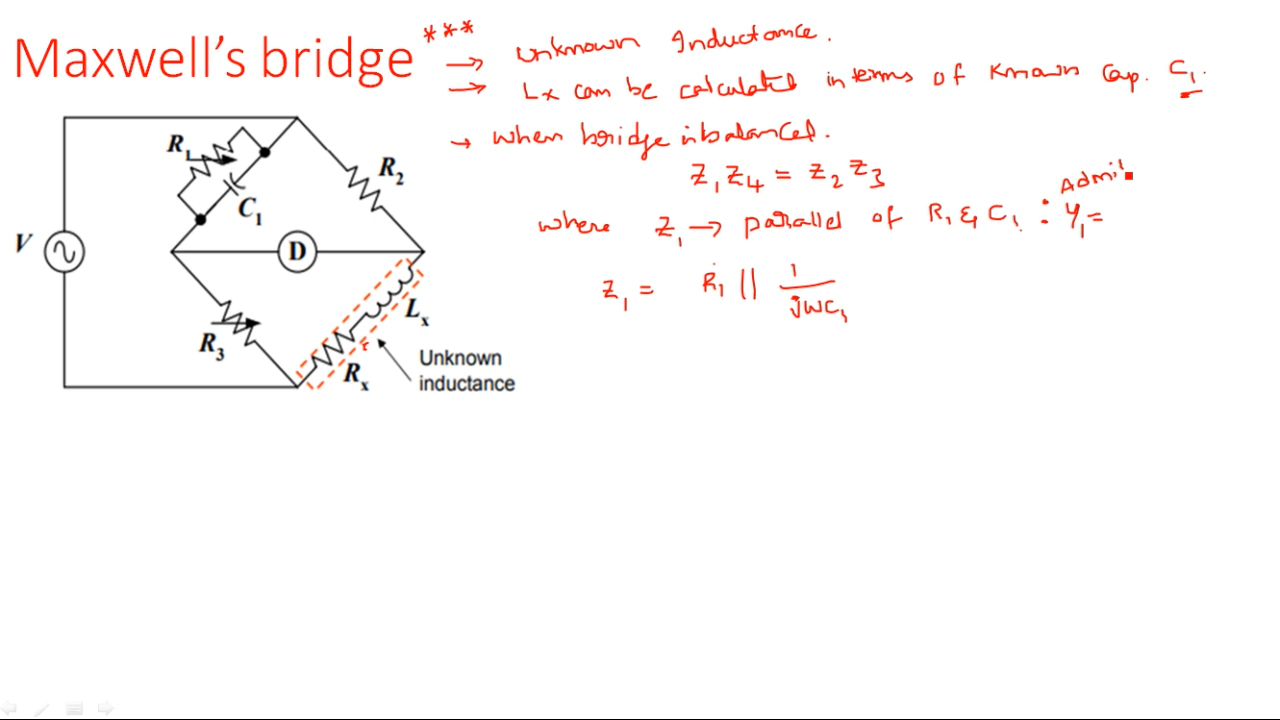 Maxwell's bridge ***
→ Unknown Inductance.
→ Lx can be calculated in terms of known Cap. C₁.
→ When bridge is balanced.
Z₁Z₄ = Z₂Z₃
Admit
where Z₁ → parallel of R₁ & C₁ : Y₁ =
Z₁ = R₁ || 1/jωC₁
R₁
C₁
R₂
V
D
R₃
Lₓ
Rₓ
Unknown
inductance